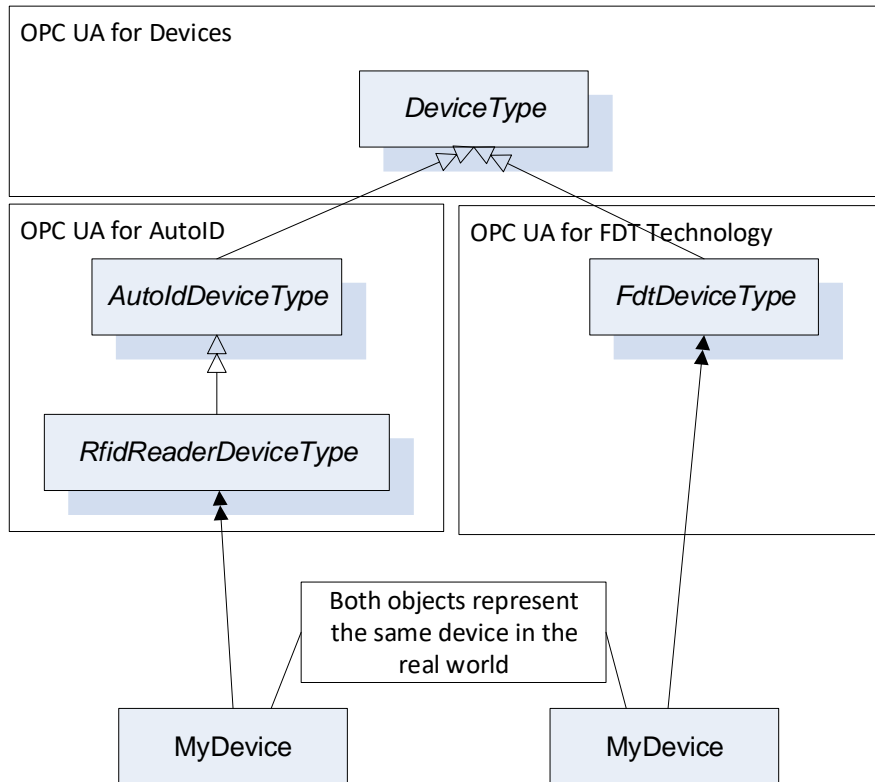 OPC UA for Devices
DeviceType
OPC UA for AutoID
OPC UA for FDT Technology
AutoIdDeviceType
FdtDeviceType
RfidReaderDeviceType
Both objects represent
the same device in the
real world
MyDevice
MyDevice